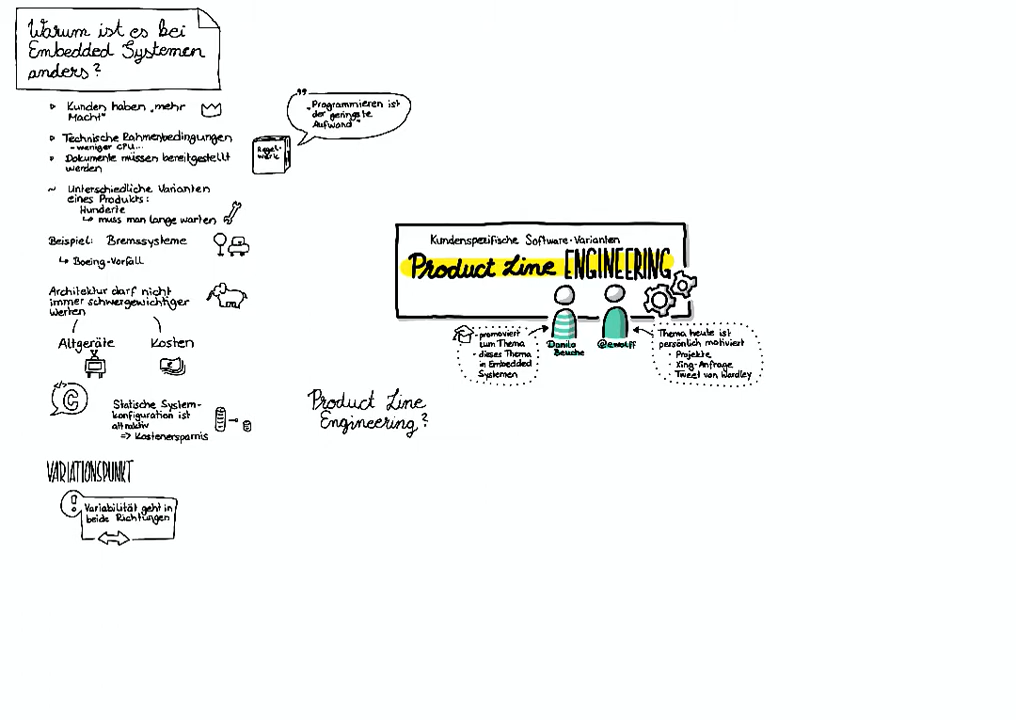 Warum ist es bei
Embedded Systemen
anders?
▹ Kunden haben „mehr
Macht"
▹ Technische Rahmenbedingungen
- weniger CPU...
▹ Dokumente müssen bereitgestellt
werden
~ Unterschiedliche Varianten
eines Produkts:
Hunderte
↳ muss man lange warten
Beispiel: Bremssysteme
↳ Boeing-Vorfall
Architektur darf nicht
immer schwergewichtiger
werden
Altgeräte
Kosten
</>
C
Statische System-
konfiguration ist
attraktiv
=> Kostenersparnis
VARIATIONSPUNKT
!
Variabilität geht in
beide Richtungen
"Programmieren ist
der geringste
Aufwand"
Regel-
werk
Kundenspezifische Software-Varianten
Product Line ENGINEERING
- promoviert
zum Thema
• dieses Thema
in Embedded
Systemen
Danilo
Beuche
@ewolff
Thema heute ist
persönlich motiviert
• Projekte
• Xing-Anfrage
Tweet von Wardley
Product Line
Engineering?